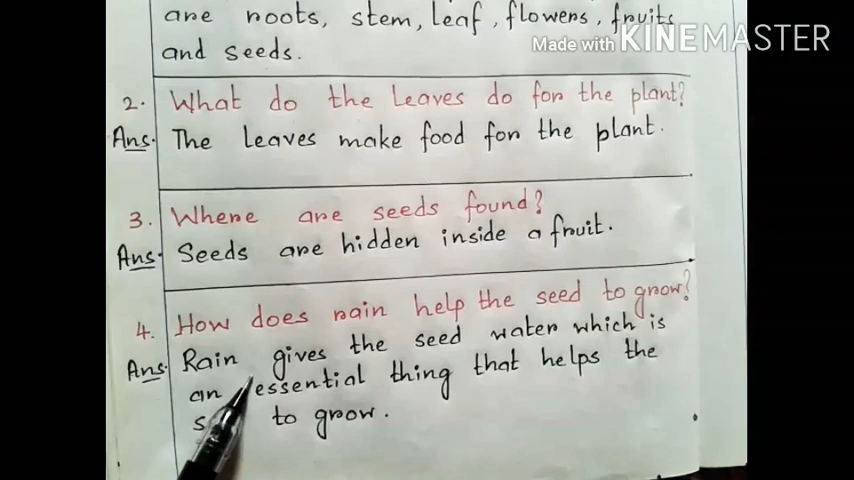 are roots, stem, leaf, flowers, fruits
and seeds.
Made with KINEMASTER
2. What do the leaves do for the plant?
Ans. The leaves make food for the plant.
3. Where are seeds found?
Ans. Seeds are hidden inside a fruit.
4. How does rain help the seed to grow?
Ans. Rain gives the seed water which is
an essential thing that helps the
to grow.